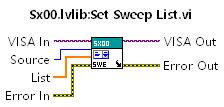 Sx00.lvlib:Set Sweep List.vi
VISA In
VISA Out
Source
SX00
List
SWE
Error In
Error Out